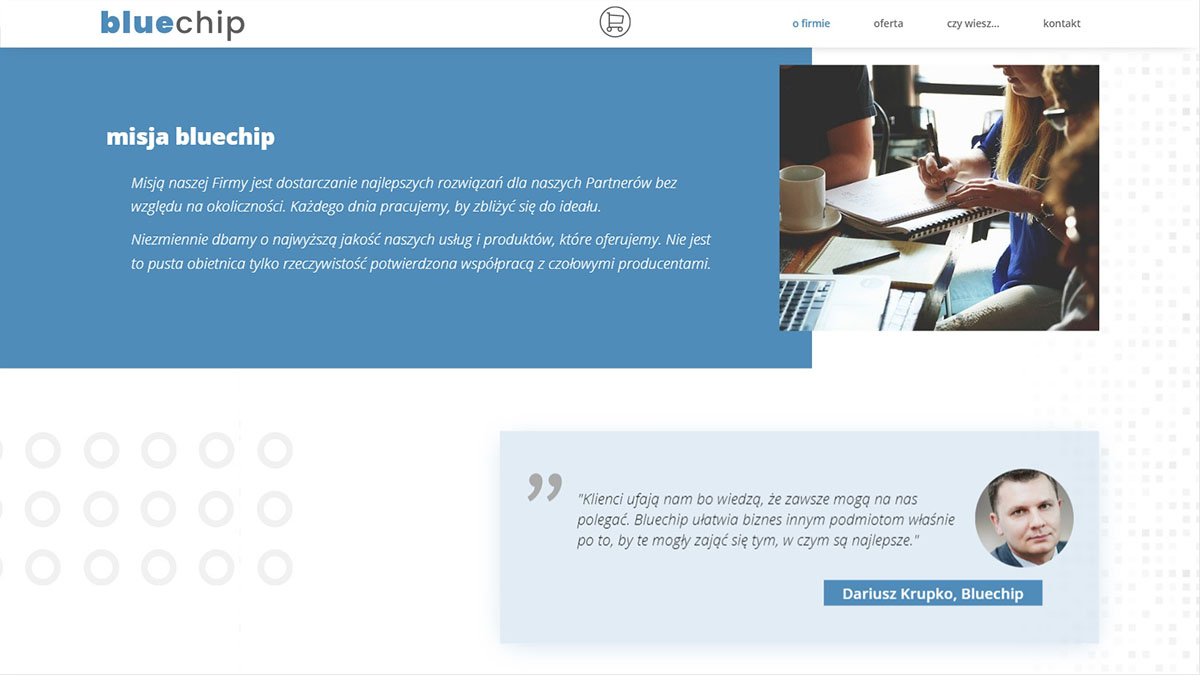 bluechip
o firmie
oferta
czy wiesz...
kontakt
misja bluechip
Misją naszej Firmy jest dostarczanie najlepszych rozwiązań dla naszych Partnerów bez
względu na okoliczności. Każdego dnia pracujemy, by zbliżyć się do ideału.
Niezmiennie dbamy o najwyższą jakość naszych usług i produktów, które oferujemy. Nie jest
to pusta obietnica tylko rzeczywistość potwierdzona współpracą z czołowymi producentami.
"Klienci ufają nam bo wiedzą, że zawsze mogą na nas
polegać. Bluechip ułatwia biznes innym podmiotom właśnie
po to, by te mogły zająć się tym, w czym są najlepsze."
Dariusz Krupko, Bluechip